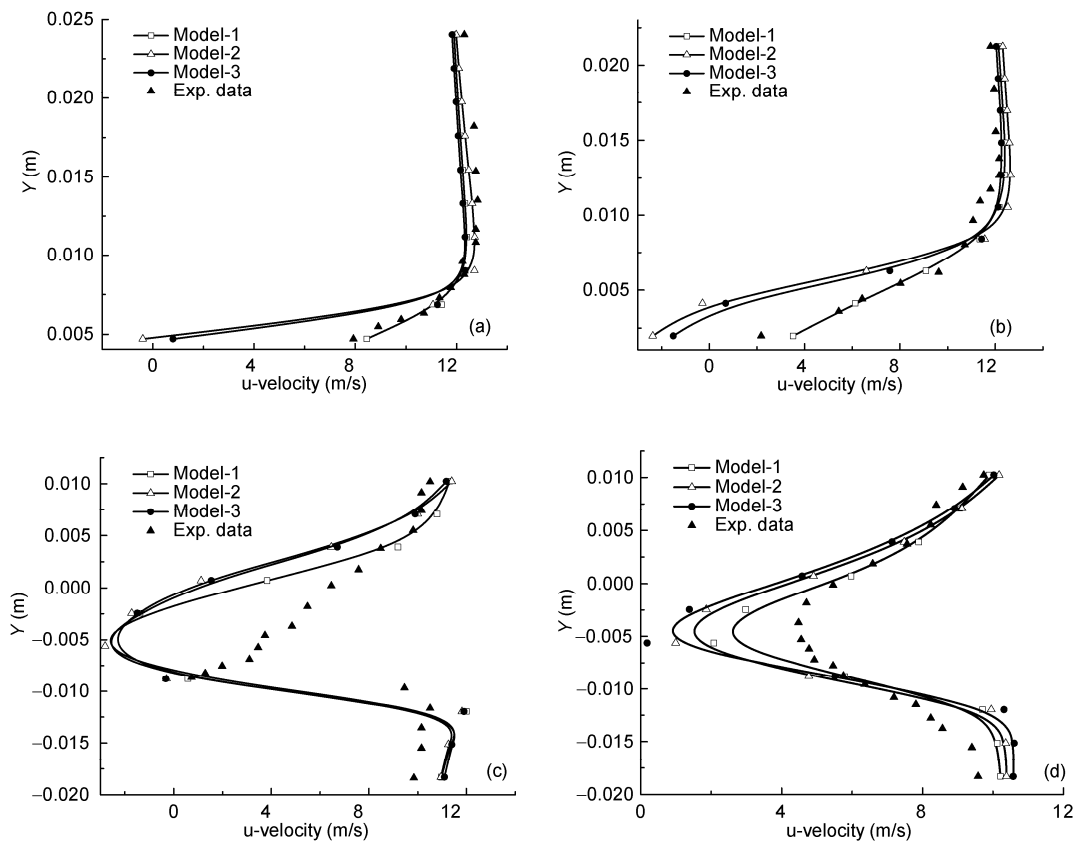 0.025
0.020
0.015
0.010
0.005
Y (m)
Model-1
Model-2
Model-3
Exp. data
(a)
0 4 8 12
u-velocity (m/s)
0.020
0.015
0.010
0.005
Y (m)
Model-1
Model-2
Model-3
Exp. data
(b)
0 4 8 12
u-velocity (m/s)
0.010
0.005
0.000
−0.005
−0.010
−0.015
−0.020
Y (m)
Model-1
Model-2
Model-3
Exp. data
(c)
0 4 8 12
u-velocity (m/s)
0.010
0.005
0.000
−0.005
−0.010
−0.015
−0.020
Y (m)
Model-1
Model-2
Model-3
Exp. data
(d)
0 2 4 6 8 10 12
u-velocity (m/s)